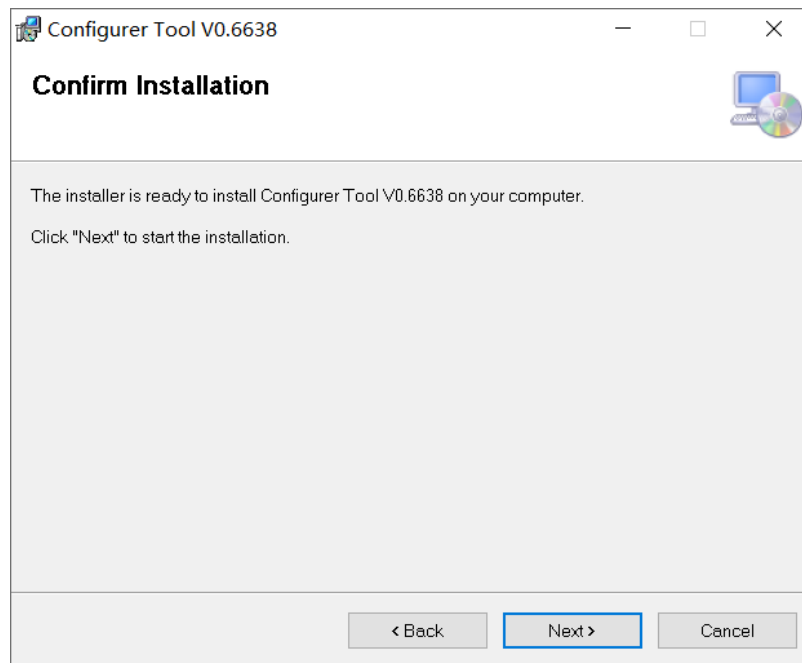 Configurer Tool V0.6638
Confirm Installation
The installer is ready to install Configurer Tool V0.6638 on your computer.
Click "Next" to start the installation.
< Back
Next >
Cancel